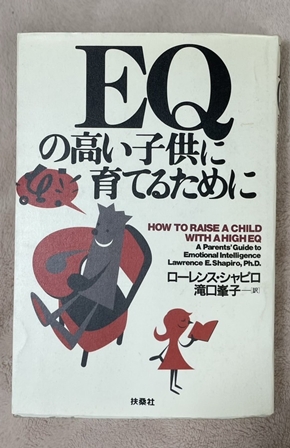 EQ
の高い子供に
育てるために
HOW TO RAISE A CHILD
WITH A HIGH EQ
A Parents' Guide to
Emotional Intelligence
Lawrence E. Shapiro, Ph.D.
ローレンス・シャピロ
滝口峯子—[訳]
扶桑社